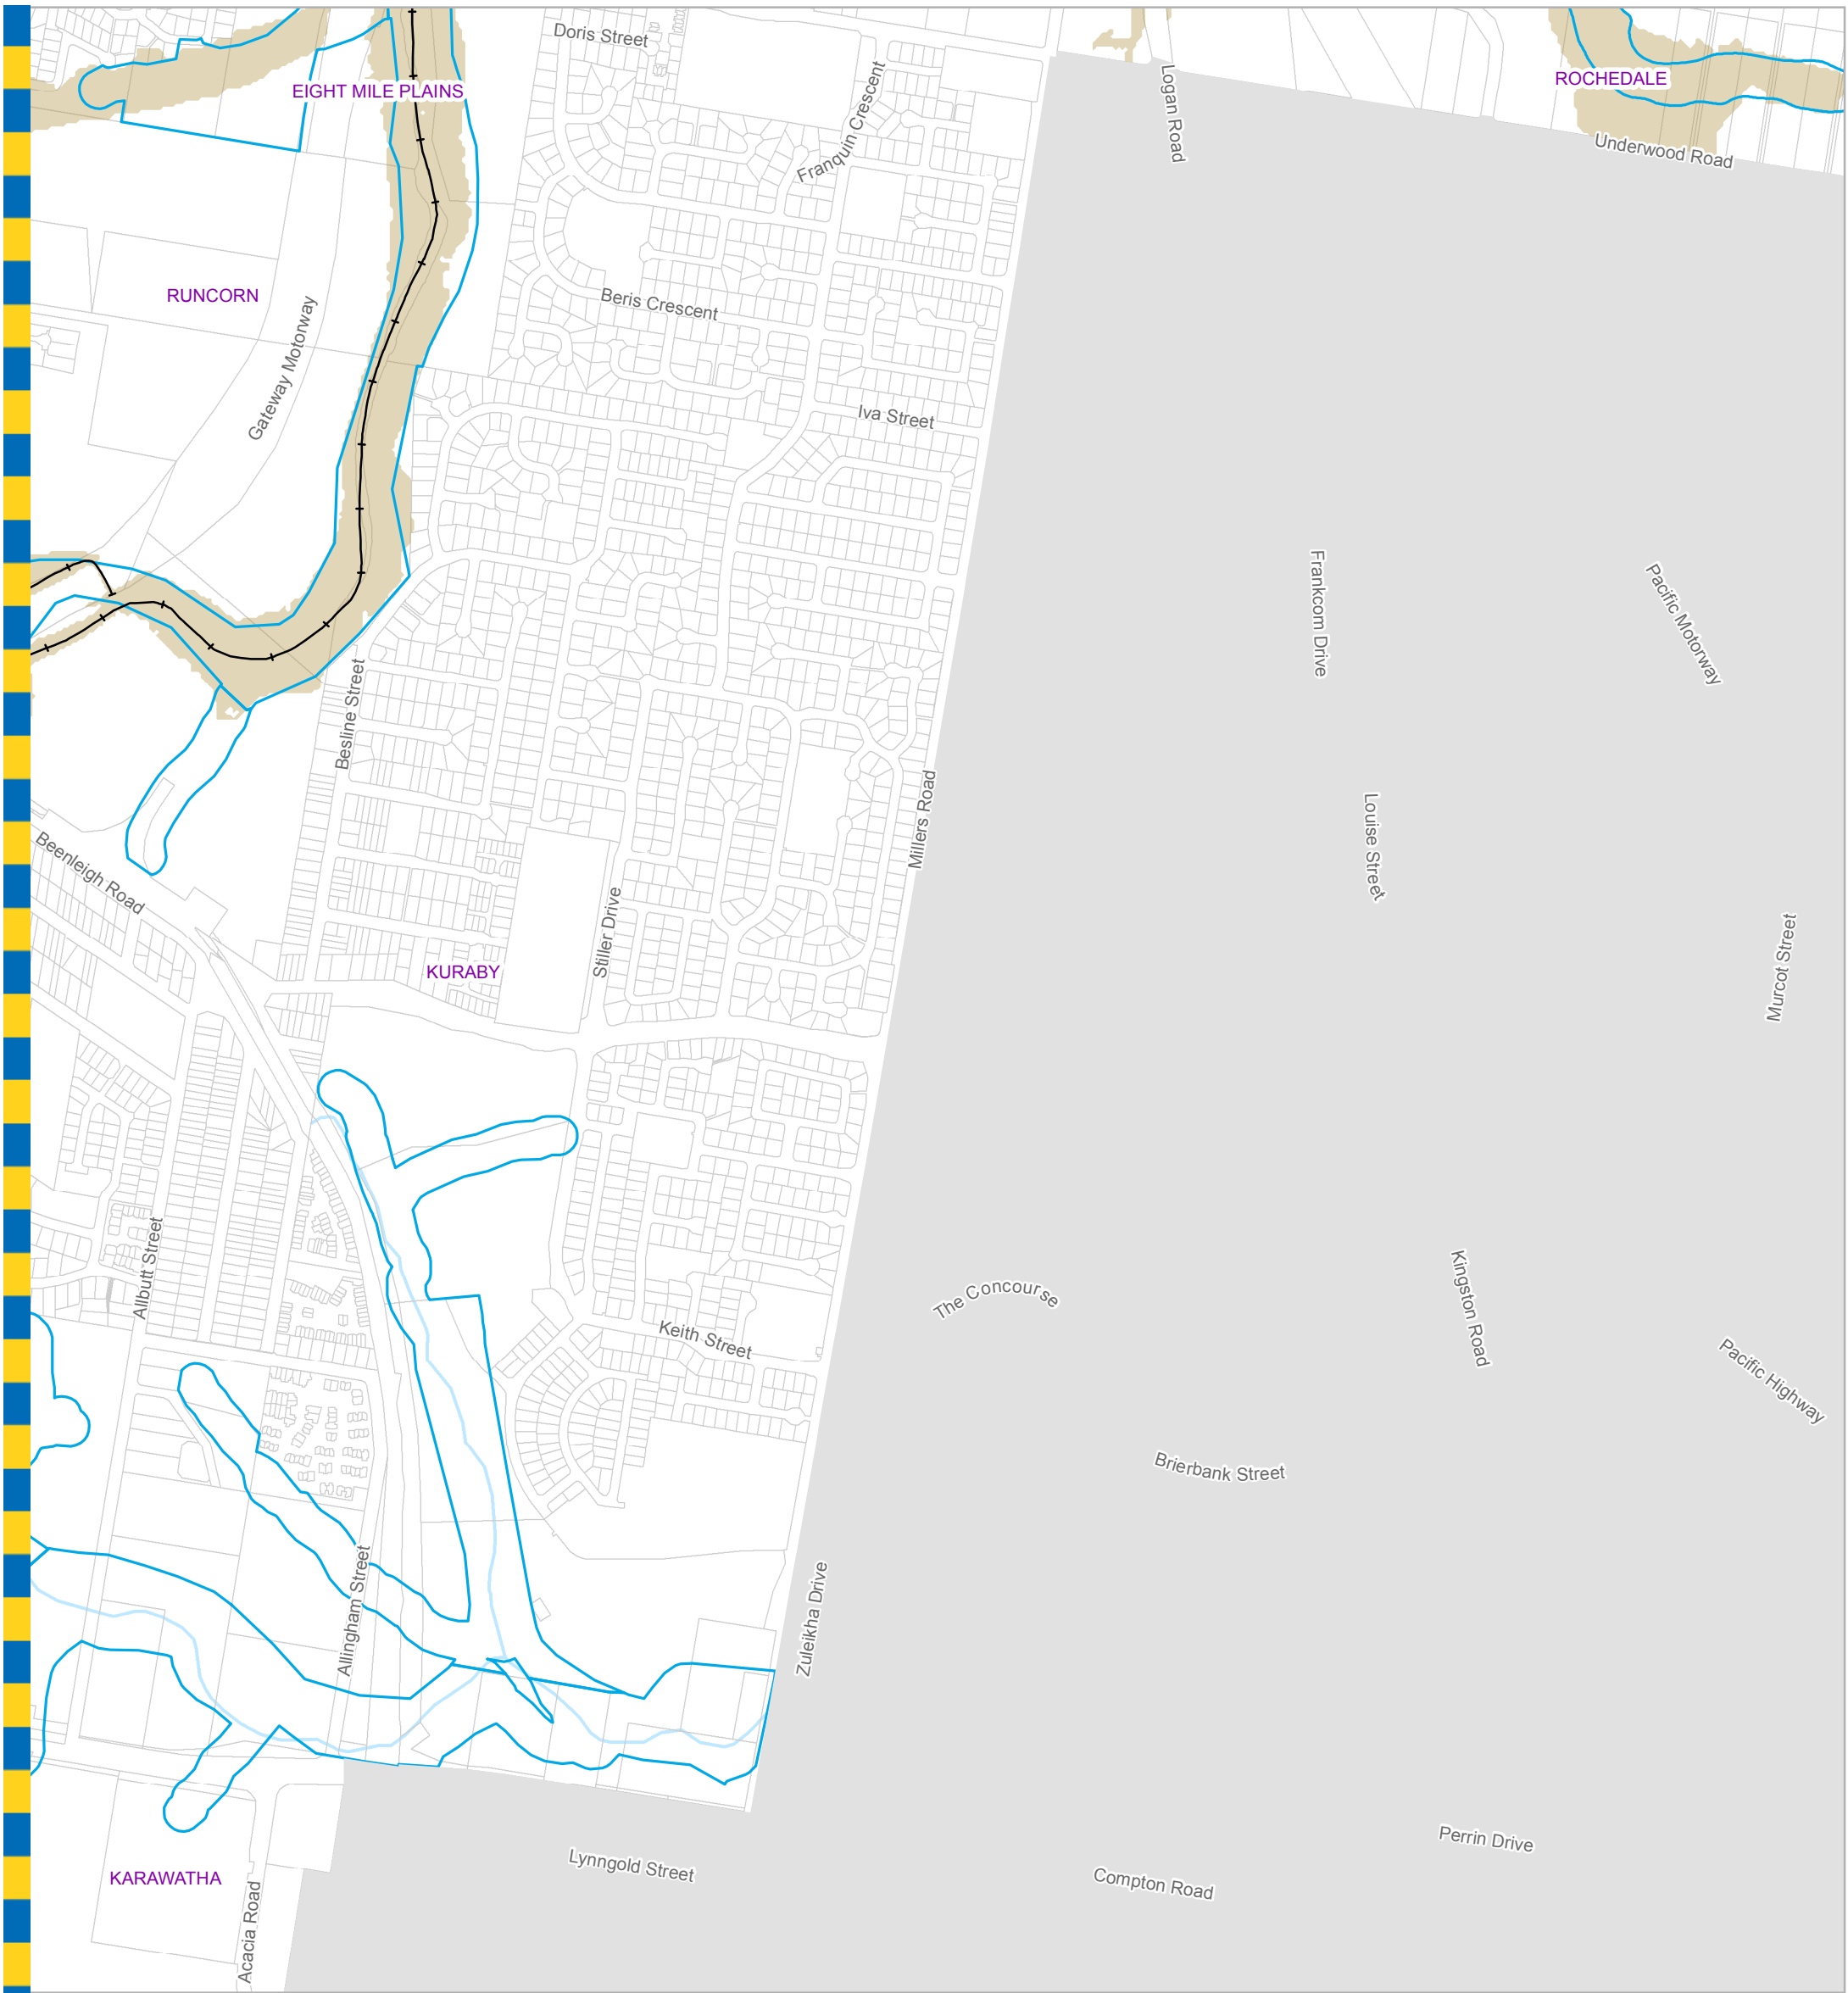 Doris Street
EIGHT MILE PLAINS
Franquin Crescent
Logan Road
ROCHEDALE
Underwood Road
RUNCORN
Gateway Motorway
Beris Crescent
Iva Street
Frankcom Drive
Pacific Motorway
Besline Street
Millers Road
Louise Street
Beenleigh Road
Stiller Drive
KURABY
Murcot Street
Allbutt Street
The Concourse
Keith Street
Kingston Road
Pacific Highway
Brierbank Street
Allingham Street
Zuleikha Drive
Perrin Drive
Lynngold Street
Compton Road
KARAWATHA
Acacia Road